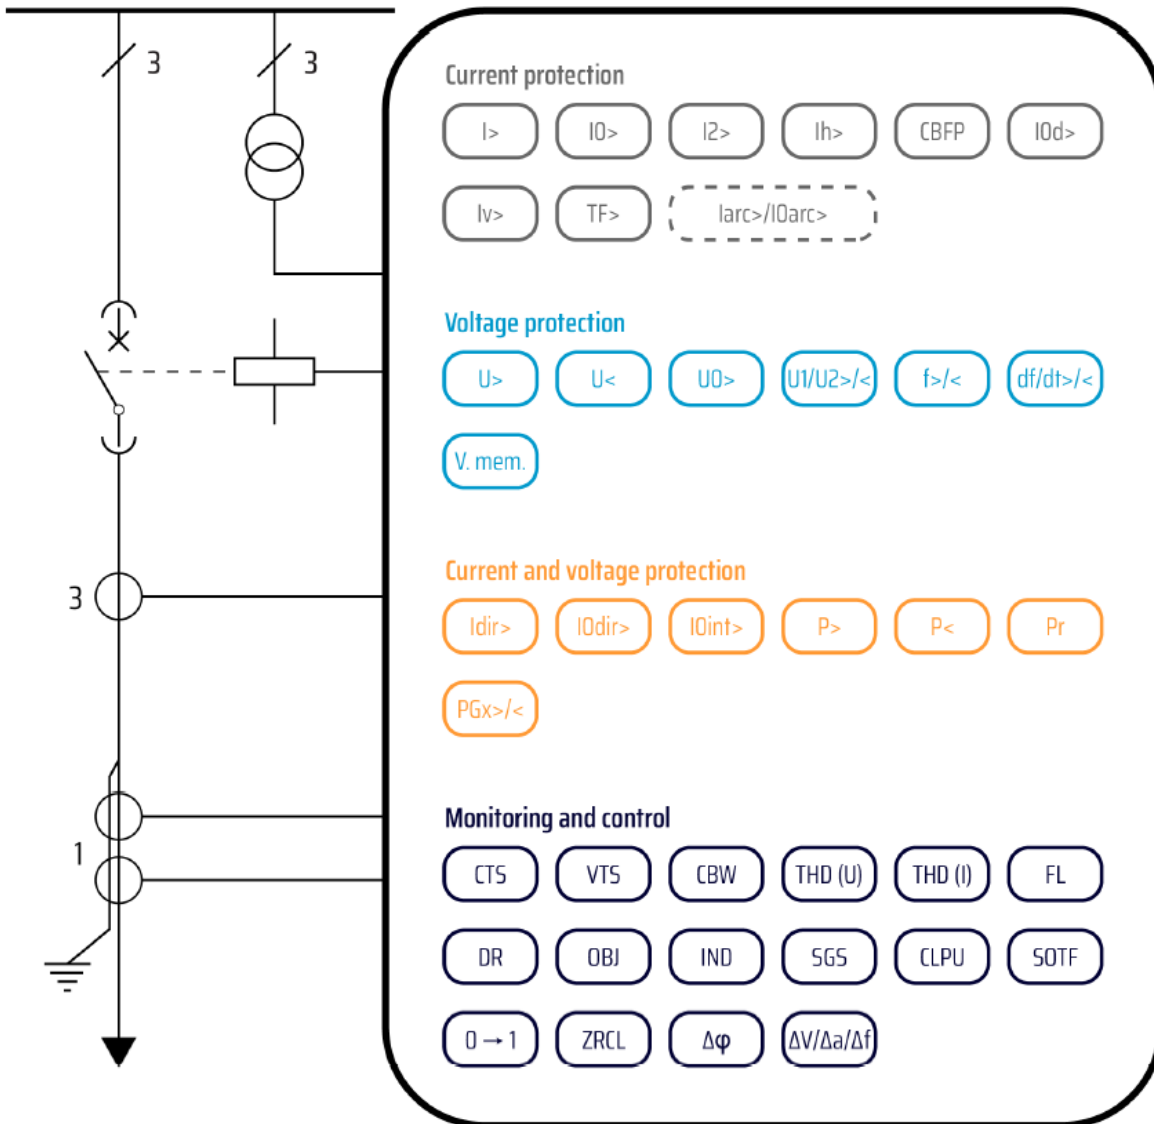 3 3
Current protection
I> I0> I2> Ih> CBFP I0d>
Iv> TF> Iarc>/I0arc>
Voltage protection
U> U< U0> U1/U2>/< f>/< df/dt>/<
V. mem.
Current and voltage protection
Idir> I0dir> I0int> P> P< Pr
3
PGx>/<
Monitoring and control
1
CTS VTS CBW THD (U) THD (I) FL
DR OBJ IND SGS CLPU SOTF
0 → 1 ZRCL Δφ ΔV/Δa/Δf